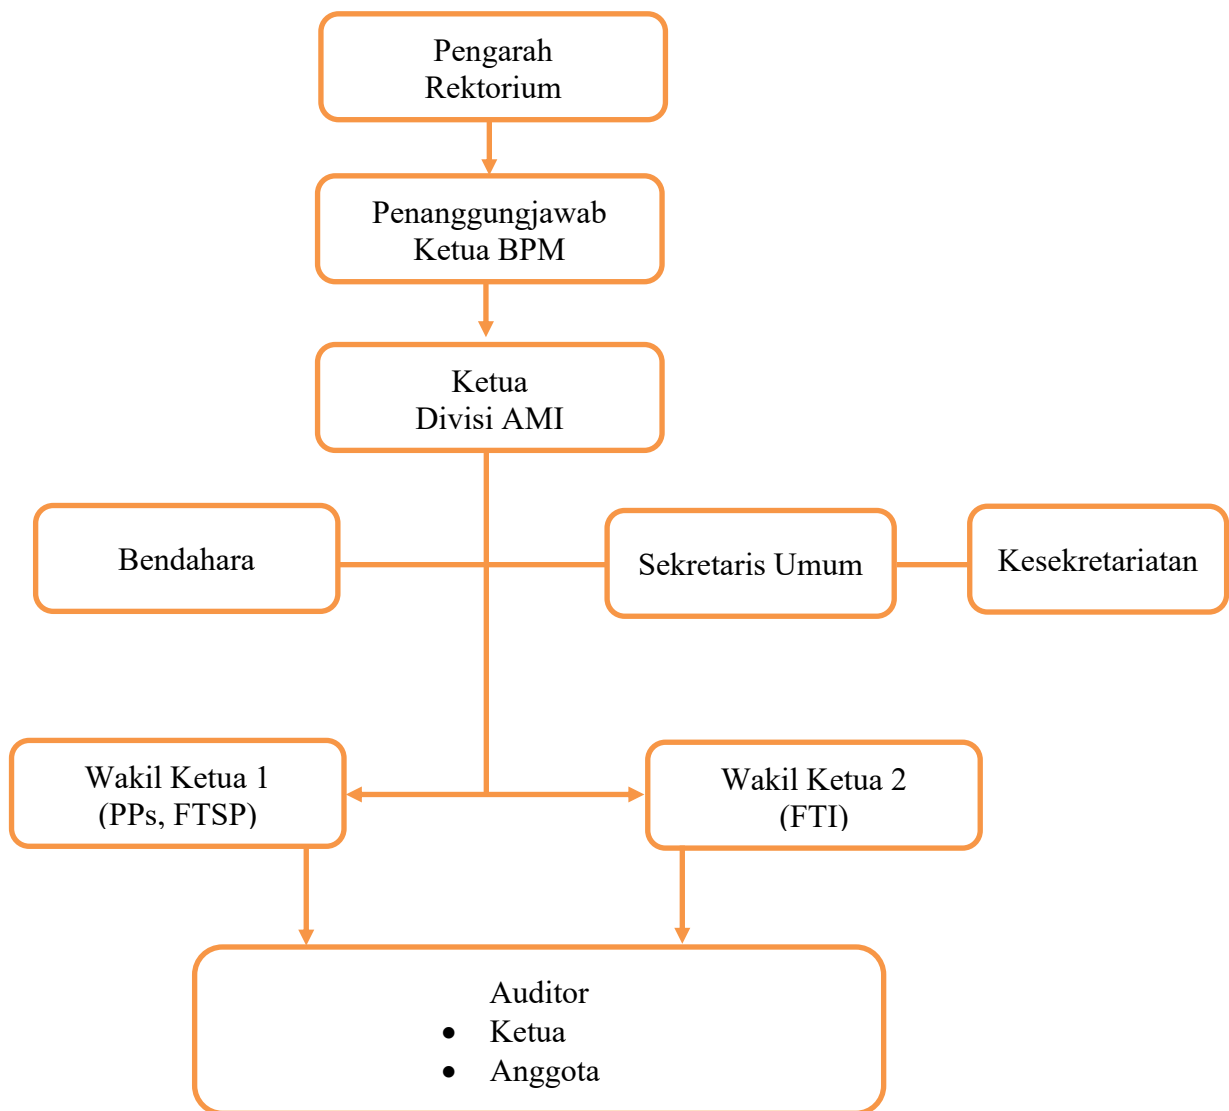 Pengarah
Rektorium
Penanggungjawab
Ketua BPM
Ketua
Divisi AMI
Bendahara
Sekretaris Umum
Kesekretariatan
Wakil Ketua 1
(PPs, FTSP)
Wakil Ketua 2
(FTI)
Auditor
• Ketua
• Anggota